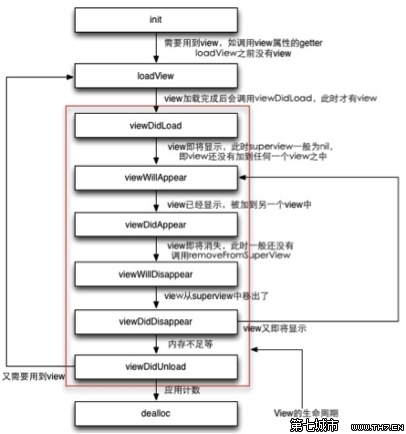 init
需要用到view，如调用view属性的getter
loadView之前没有view
loadView
view加载完成后会调用viewDidLoad，此时才有view
viewDidLoad
view即将显示，此时superview一般为nil，
即view还没有加到任何一个view之中
viewWillAppear
view已经显示，被加到另一个view中
viewDidAppear
view即将消失，此时一般还没有
调用removeFromSuperView
viewWillDisappear
view从superview中移出了
viewDidDisappear
view又即将显示
内存不足等
viewDidUnload
又需要用到view
应用计数
dealloc
View的生命周期
第七城市
WWW.TH7.CN